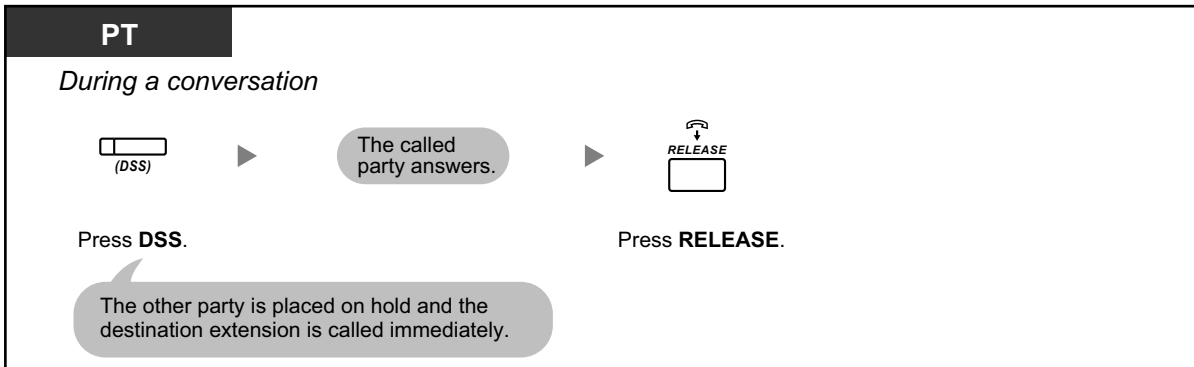 PT
During a conversation
(DSS)
The called
party answers.
RELEASE
Press DSS.
Press RELEASE.
The other party is placed on hold and the
destination extension is called immediately.